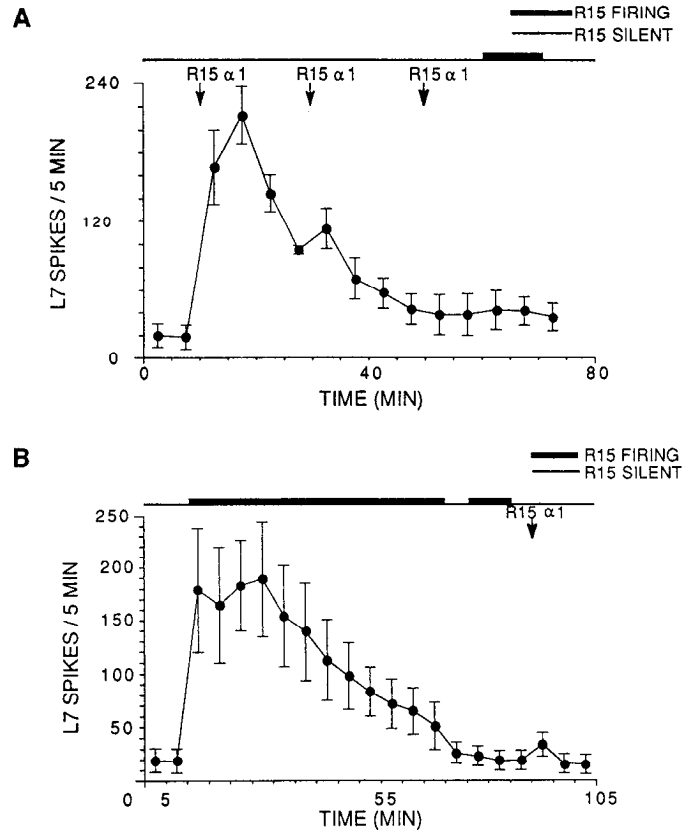 A
R15 FIRING
R15 SILENT
R15 α1 R15 α1 R15 α1
240
120
0
L7 SPIKES / 5 MIN
0 40 80
TIME (MIN)
B
R15 FIRING
R15 SILENT
R15 α1
250
200
150
100
50
L7 SPIKES / 5 MIN
0 5 55 105
TIME (MIN)